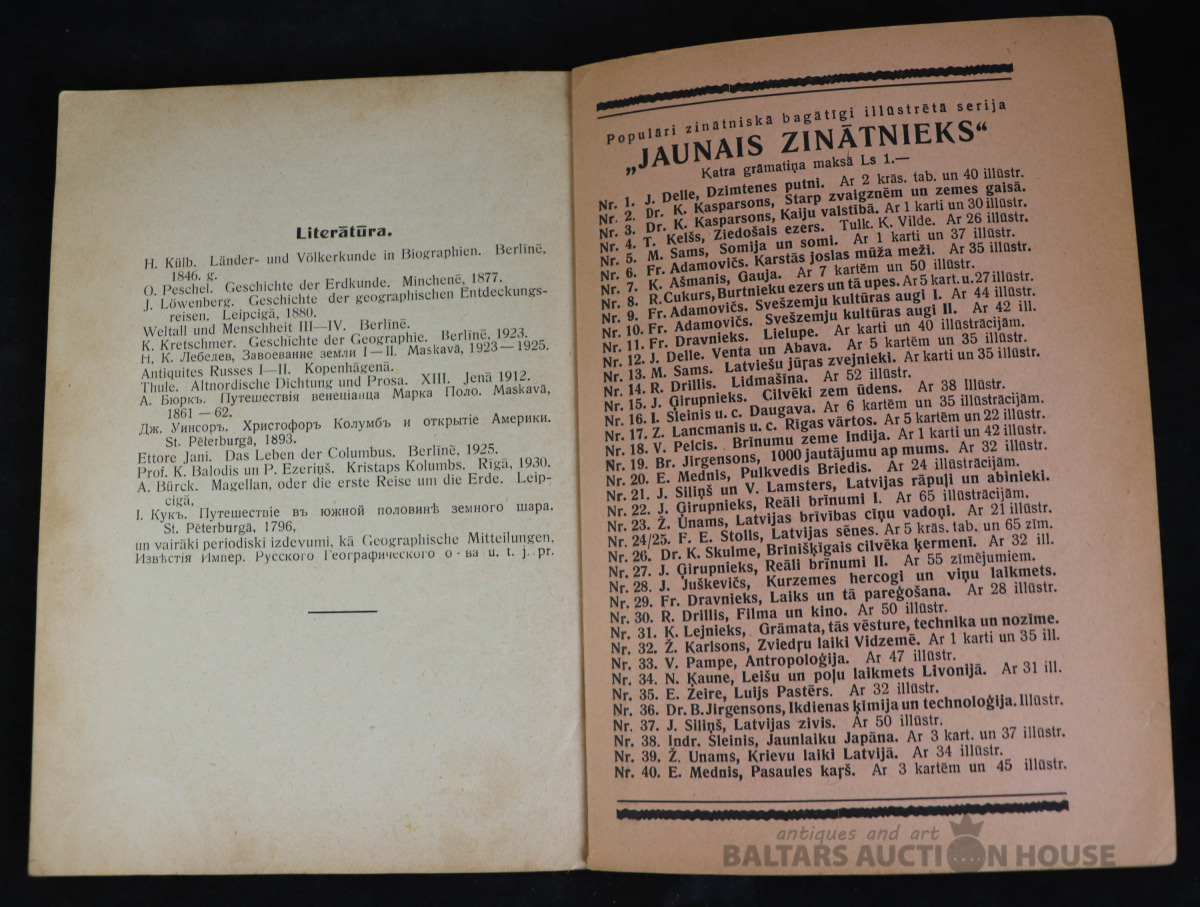 Literātūra.
H. Külb. Länder- und Völkerkunde in Biographien. Berlīnē,
1846. g.
O. Peschel. Geschichte der Erdkunde. Minchenē, 1877.
J. Löwenberg. Geschichte der geographischen Entdeckungs-
reisen. Leipcigā, 1880.
Weltall und Menschheit III—IV. Berlīnē.
K. Kretschmer. Geschichte der Geographie. Berlīnē, 1923.
Н. К. Лебедев, Завоевание земли I—II. Maskavā, 1923—1925.
Antiquites Russes I—II. Kopenhāgenā.
Thule. Altnordische Dichtung und Prosa. XIII. Jenā 1912.
А. Бюркъ. Путешествія венеціанца Марка Поло. Maskavā,
1861—62.
Дж. Уинсоръ. Христофоръ Колумбъ и открытіе Америки.
St. Pēterburgā, 1893.
Ettore Jani. Das Leben der Columbus. Berlīnē, 1925.
Prof. K. Balodis un P. Ezeriņš. Kristaps Kolumbs. Rīgā, 1930.
A. Bürck. Magellan, oder die erste Reise um die Erde. Leip-
cigā,
I. Кукъ. Путешествіе въ южной половинѣ земного шара.
St. Pēterburgā, 1796,
un vairāki periodiski izdevumi, kā Geographische Mitteilungen,
Извѣстія Импер. Русского Географического о-ва u. t. j. pr.
Populāri zinātniskā bagātīgi illūstrētā serija
„JAUNAIS ZINĀTNIEKS“
Ķatra grāmatiņa maksā Ls 1.—
Nr. 1. J. Delle, Dzimtenes putni. Ar 2 krās. tab. un 40 illūstr.
Nr. 2. Dr. K. Kasparsons, Starp zvaigznēm un zemes gaisā.
Nr. 3. Dr. K. Kasparsons, Kaiju valstībā. Ar 1 karti un 30 illūstr.
Nr. 4. T. Kelšs, Ziedošais ezers. Tulk. K. Vilde. Ar 26 illūstr.
Nr. 5. M. Sams, Somija un somi. Ar 1 karti un 37 illūstr.
Nr. 6. Fr. Adamovičs. Karstās joslas mūža meži. Ar 35 illūstr.
Nr. 7. K. Ašmanis, Gauja. Ar 7 kartēm un 50 illūstr.
Nr. 8. R. Cukurs, Burtnieku ezers un tā upes. Ar 5 kart. u. 27 illūstr.
Nr. 9. Fr. Adamovičs. Svešzemju kultūras augi I. Ar 44 illūstr.
Nr. 10. Fr. Adamovičs. Svešzemju kultūras augi II. Ar 42 ill.
Nr. 11. Fr. Dravnieks. Lielupe. Ar karti un 40 illūstrācijām.
Nr. 12. J. Delle. Venta un Abava. Ar 5 kartēm un 35 illūstr.
Nr. 13. M. Sams. Latviešu jūras zvejnieki. Ar karti un 35 illūstr.
Nr. 14. R. Drillis. Lidmašīna. Ar 52 illūstr.
Nr. 15. J. Ģirupnieks. Cilvēki zem ūdens. Ar 38 Illūstr.
Nr. 16. I. Sleinis u. c. Daugava. Ar 6 kartēm un 35 illūstrācijām.
Nr. 17. Z. Lancmanis u. c. Rīgas vārtos. Ar 5 kartēm un 22 illūstr.
Nr. 18. V. Pelcis. Brīnumu zeme Indija. Ar 1 karti un 42 illūstr.
Nr. 19. Br. Jirgensons, 1000 jautājumu ap mums. Ar 32 illūstr.
Nr. 20. E. Mednis, Pulkvedis Briedis. Ar 24 illūstrācijām.
Nr. 21. J. Siliņš un V. Lamsters, Latvijas rāpuļi un abinieki.
Nr. 22. J. Ģirupnieks, Reāli brīnumi I. Ar 65 illūstrācijām.
Nr. 23. Ž. Unams, Latvijas brīvības cīņu vadoņi. Ar 21 illūstr.
Nr. 24/25. F. E. Stolls, Latvijas sēnes. Ar 5 krās. tab. un 65 zīm.
Nr. 26. Dr. K. Skulme, Brīnišķīgais cilvēka ķermeni. Ar 32 ill.
Nr. 27. J. Ģirupnieks, Reāli brīnumi II. Ar 55 zīmējumiem.
Nr. 28. J. Juškevičs, Kurzemes hercogi un viņu laikmets.
Nr. 29. Fr. Dravnieks, Laiks un tā pareģošana. Ar 28 illūstr.
Nr. 30. R. Drillis, Filma un kino. Ar 50 illūstr.
Nr. 31. K. Lejnieks, Grāmata, tās vēsture, technika un nozīme.
Nr. 32. Ž. Karlsons, Zviedŗu laiki Vidzemē. Ar 1 karti un 35 ill.
Nr. 33. V. Pampe, Antropoloģija. Ar 47 illūstr.
Nr. 34. N. Ķaune, Leišu un poļu laikmets Livonijā. Ar 31 ill.
Nr. 35. E. Žeire, Luijs Pastērs. Ar 32 illūstr.
Nr. 36. Dr. B. Jirgensons, Ikdienas ķīmija un technoloģija. Illūstr.
Nr. 37. J. Siliņš, Latvijas zivis. Ar 50 illūstr.
Nr. 38. Indr. Sleinis, Jaunlaiku Japāna. Ar 3 kart. un 37 illūstr.
Nr. 39. Ž. Unams, Krievu laiki Latvijā. Ar 34 illūstr.
Nr. 40. E. Mednis, Pasaules kaŗš. Ar 3 kartēm un 45 illūstr.
antiques and art
BALTARS AUCTION HOUSE